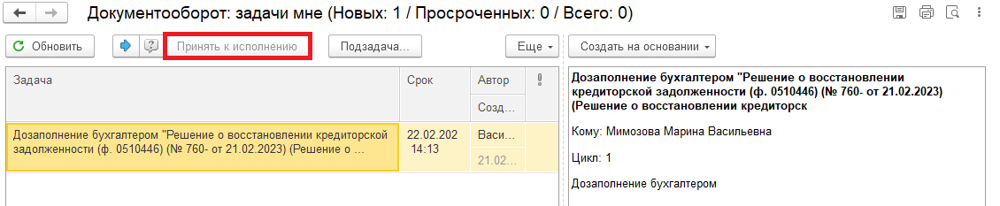 Документооборот: задачи мне (Новых: 1 / Просроченных: 0 / Всего: 0)
Обновить
Принять к исполнению
Подзадача...
Еще
Создать на основании
Задача
Срок
Автор
Созд...
Дозаполнение бухгалтером "Решение о восстановлении кредиторской
задолженности (ф. 0510446) (№ 760- от 21.02.2023) (Решение о ...
22.02.202
14:13
Васи...
21.02...
Дозаполнение бухгалтером "Решение о восстановлении
кредиторской задолженности (ф. 0510446) (№ 760- от 21.02.2023)
(Решение о восстановлении кредиторск
Кому: Мимозова Марина Васильевна
Цикл: 1
Дозаполнение бухгалтером